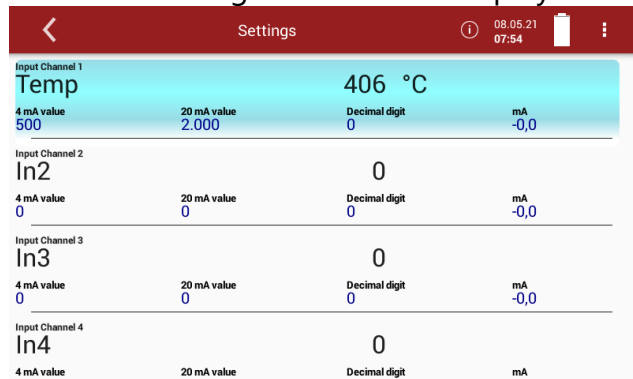 Settings
08.05.21
07:54
Input Channel 1
Temp 406 °C
4 mA value 20 mA value Decimal digit mA
500 2.000 0 -0,0
Input Channel 2
In2 0
4 mA value 20 mA value Decimal digit mA
0 0 0 -0,0
Input Channel 3
In3 0
4 mA value 20 mA value Decimal digit mA
0 0 0 -0,0
Input Channel 4
In4 0
4 mA value 20 mA value Decimal digit mA